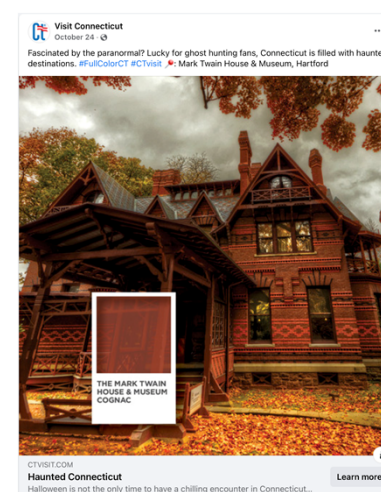 Visit Connecticut
October 24 ·
Fascinated by the paranormal? Lucky for ghost hunting fans, Connecticut is filled with haunte
destinations. #FullColorCT #CTvisit 📍: Mark Twain House & Museum, Hartford
THE MARK TWAIN
HOUSE & MUSEUM
COGNAC
CTVISIT.COM
Haunted Connecticut
Learn more
Halloween is not the only time to have a chilling encounter in Connecticut...